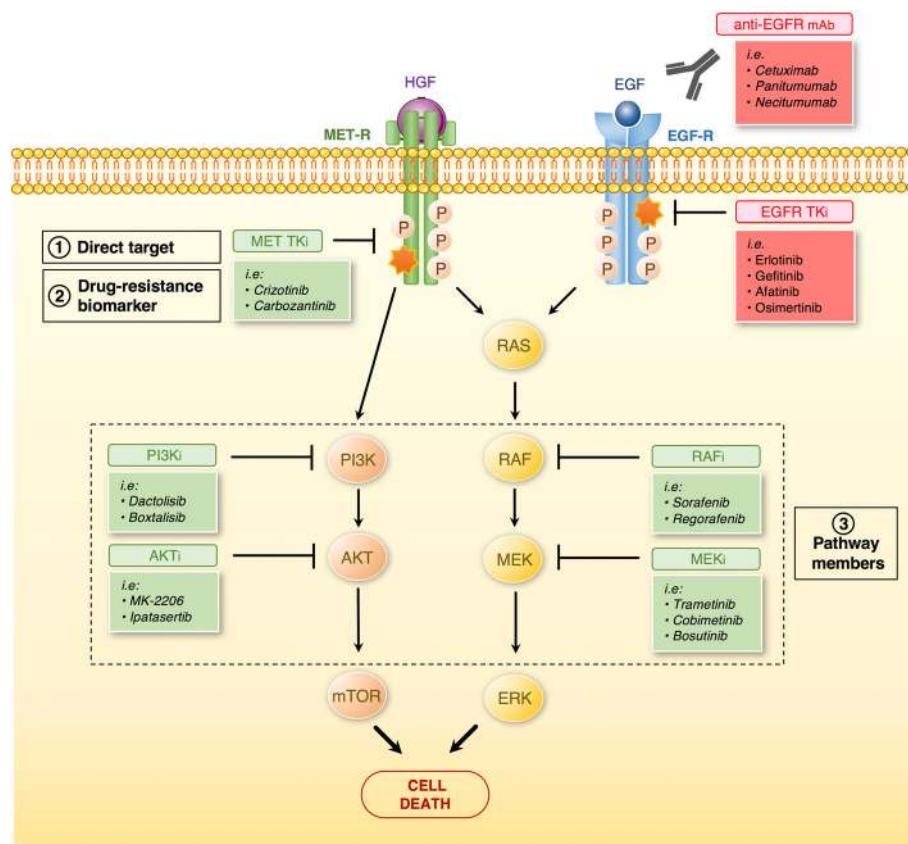 anti-EGFR mAb
i.e.
• Cetuximab
• Panitumumab
• Necitumumab
HGF
EGF
MET-R
EGF-R
P
P
P
P
P
P
P
P
P
① Direct target
② Drug-resistance
biomarker
MET TKi
i.e:
• Crizotinib
• Carbozantinib
EGFR TKi
i.e.
• Erlotinib
• Gefitinib
• Afatinib
• Osimertinib
RAS
PI3Ki
i.e:
• Dactolisib
• Boxtalisib
PI3K
RAF
RAFi
i.e:
• Sorafenib
• Regorafenib
AKTi
i.e:
• MK-2206
• Ipatasertib
AKT
MEK
MEKi
i.e:
• Trametinib
• Cobimetinib
• Bosutinib
③
Pathway
members
mTOR
ERK
CELL
DEATH